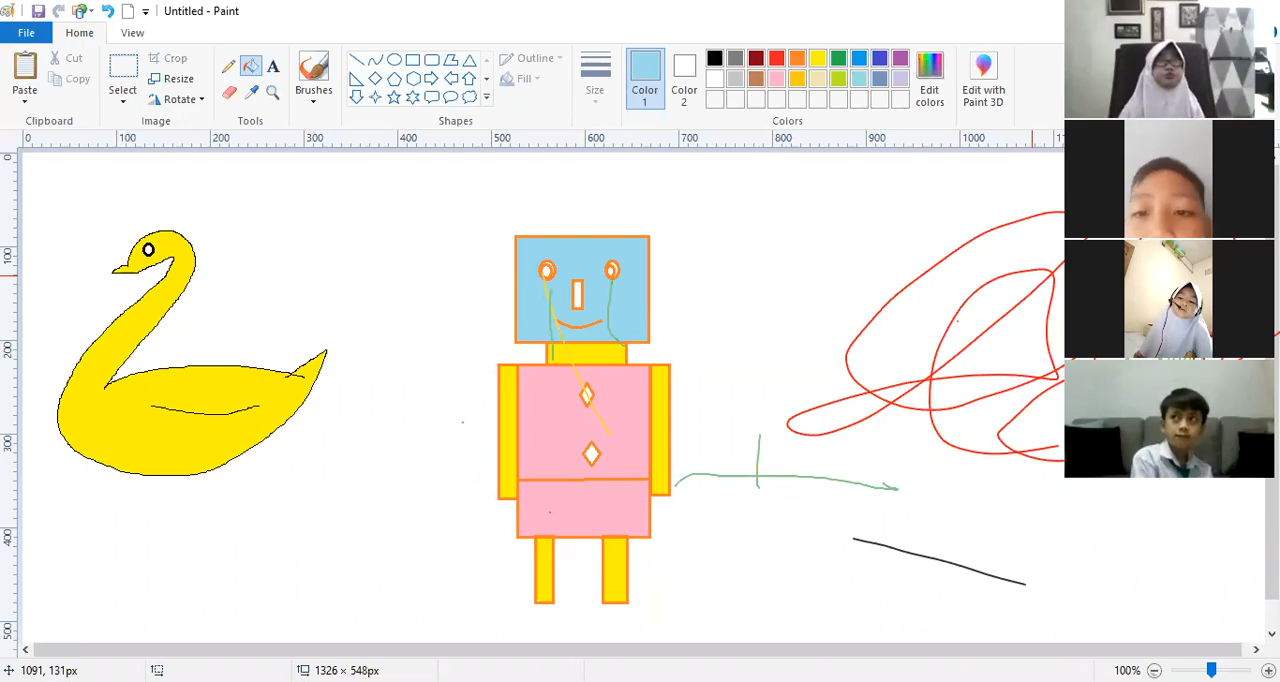 Untitled - Paint
File Home View
Paste
Cut
Copy
Clipboard
Select
Crop
Resize
Rotate
Image
A
Tools
Brushes
Outline
Fill
Shapes
Size
Color 1
Color 2
Edit colors
Edit with Paint 3D
Colors
0 100 200 300 400 500 600 700 800 900 1000 11
0
100
200
300
400
500
1091, 131px
1326 × 548px
100%